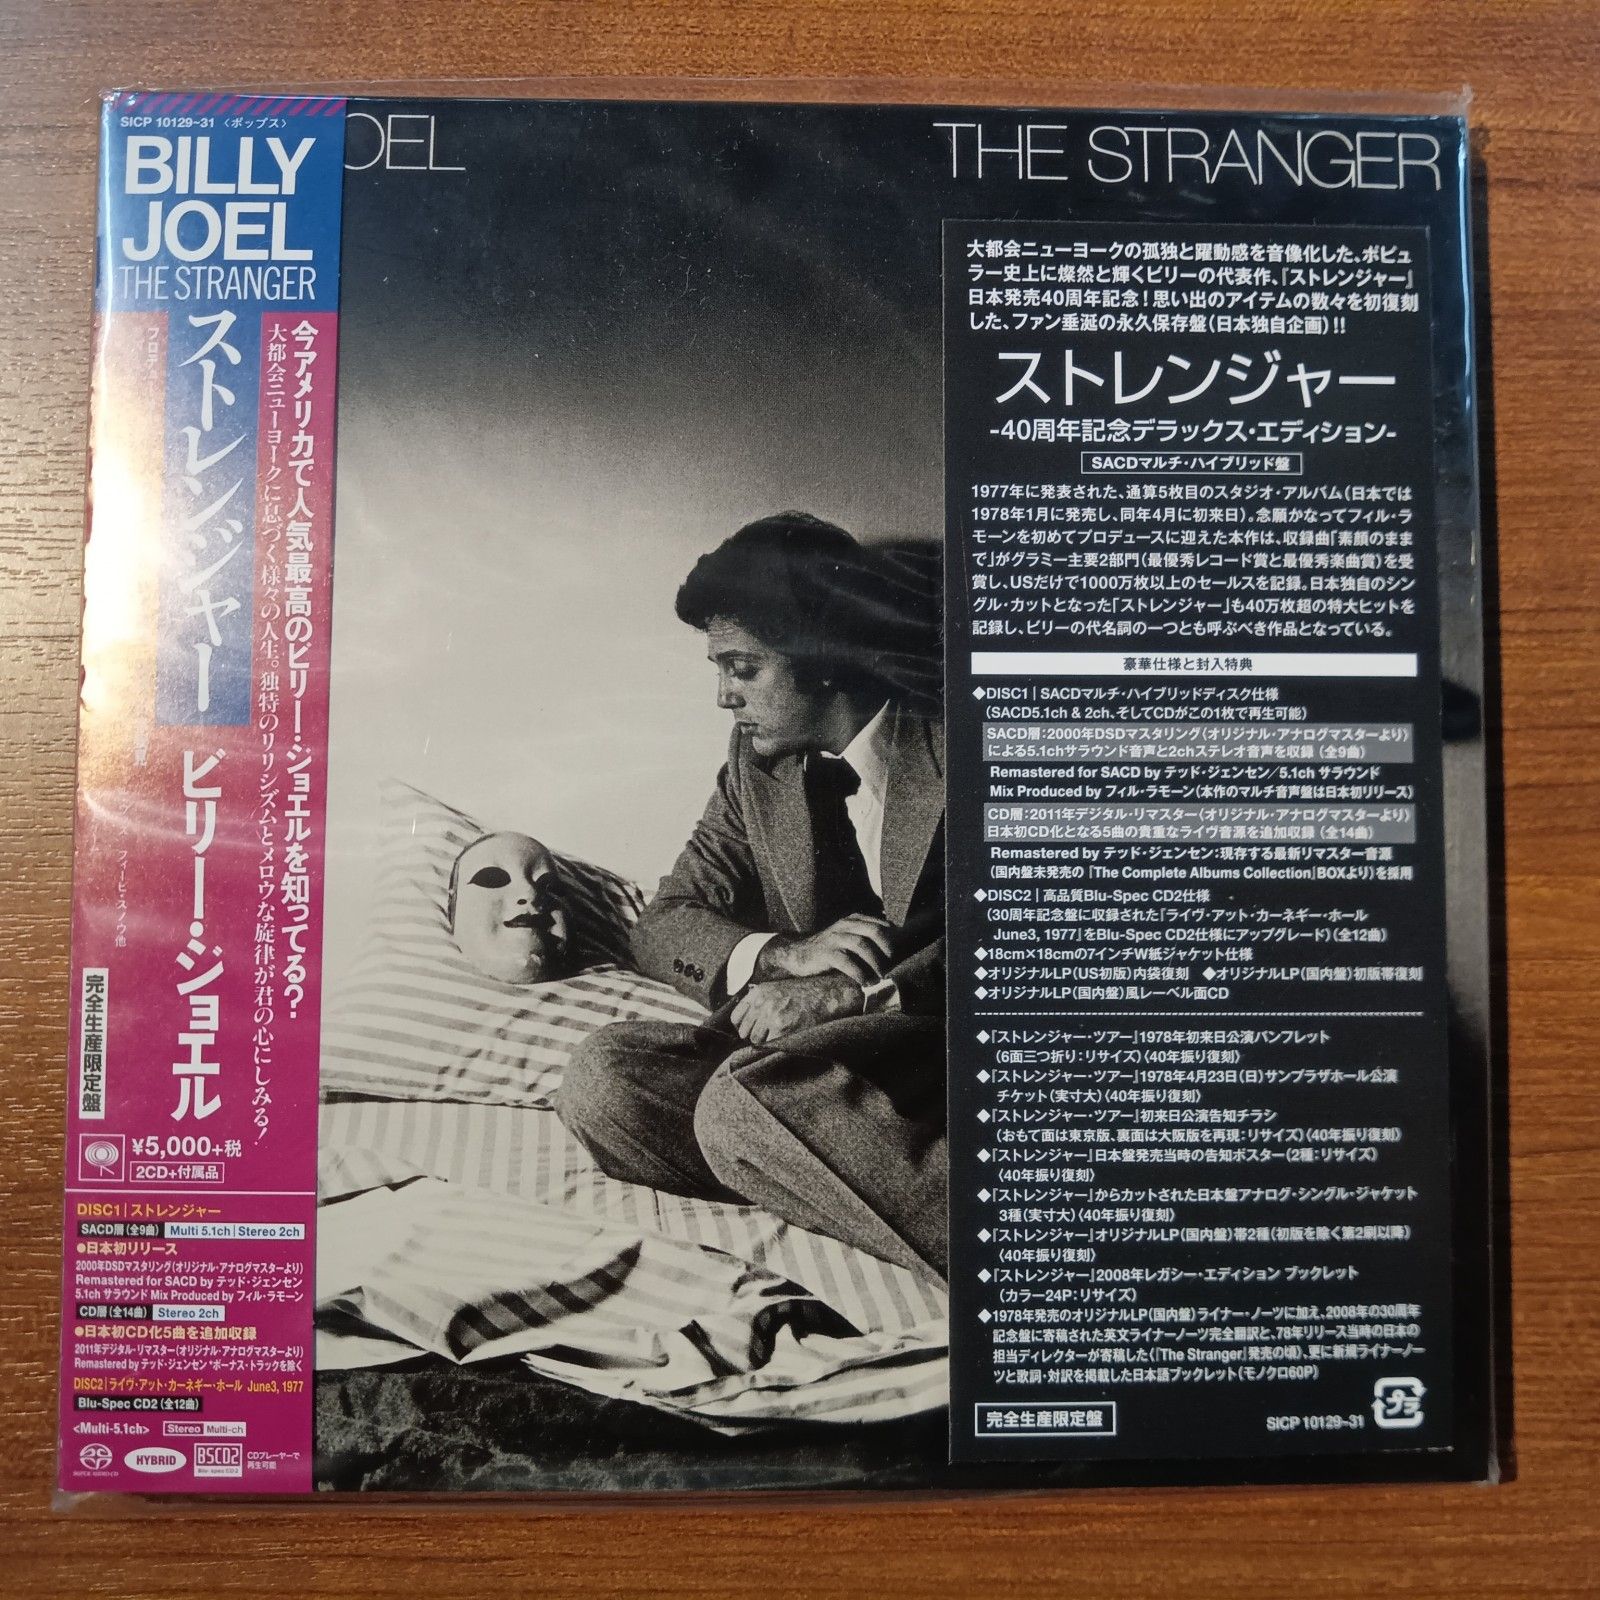 SICP 10129~31 〈ポップス〉
BILLY
JOEL
THE STRANGER
ストレンジャー
ビリー・ジョエル
今アメリカで人気最高のビリー・ジョエルを知ってる?
大都会ニューヨークに息づく様々の人生。独特のリリシズムとメロウな旋律が君の心にしみる!
フィービ・スノウ他
完全生産限定盤
¥5,000+税
2CD+付属品
DISC1|ストレンジャー
SACD層(全9曲) Multi 5.1ch | Stereo 2ch
●日本初リリース
2000年DSDマスタリング(オリジナル・アナログマスターより)
Remastered for SACD by テッド・ジェンセン
5.1ch サラウンド Mix Produced by フィル・ラモーン
CD層(全14曲) Stereo 2ch
●日本初CD化5曲を追加収録
2011年デジタル・リマスター(オリジナル・アナログマスターより)
Remastered by テッド・ジェンセン *ボーナス・トラックを除く
DISC2|ライヴ・アット・カーネギー・ホール June3, 1977
Blu-Spec CD2(全12曲)
<Multi-5.1ch> Stereo Multi-ch
SUPER AUDIO CD
HYBRID
BSCD2
Blu-spec CD2
CDプレーヤーで
再生可能
OEL
THE STRANGER
大都会ニューヨークの孤独と躍動感を音像化した、ポピュ
ラー史上に燦然と輝くビリーの代表作、『ストレンジャー』
日本発売40周年記念!思い出のアイテムの数々を初復刻
した、ファン垂涎の永久保存盤(日本独自企画)!!
ストレンジャー
-40周年記念デラックス・エディション-
SACDマルチ・ハイブリッド盤
1977年に発表された、通算5枚目のスタジオ・アルバム(日本では
1978年1月に発売し、同年4月に初来日)。念願かなってフィル・ラ
モーンを初めてプロデュースに迎えた本作は、収録曲「素顔のまま
で」がグラミー主要2部門(最優秀レコード賞と最優秀楽曲賞)を受
賞し、USだけで1000万枚以上のセールスを記録。日本独自のシン
グル・カットとなった「ストレンジャー」も40万枚超の特大ヒットを
記録し、ビリーの代名詞の一つとも呼ぶべき作品となっている。
豪華仕様と封入特典
◆DISC1|SACDマルチ・ハイブリッドディスク仕様
(SACD5.1ch & 2ch、そしてCDがこの1枚で再生可能)
SACD層:2000年DSDマスタリング(オリジナル・アナログマスターより)
による5.1chサラウンド音声と2chステレオ音声を収録(全9曲)
Remastered for SACD by テッド・ジェンセン/5.1ch サラウンド
Mix Produced by フィル・ラモーン(本作のマルチ音声盤は日本初リリース)
CD層:2011年デジタル・リマスター(オリジナル・アナログマスターより)
日本初CD化となる5曲の貴重なライヴ音源を追加収録(全14曲)
Remastered by テッド・ジェンセン:現存する最新リマスター音源
(国内盤未発売の『The Complete Albums Collection』BOXより)を採用
◆DISC2|高品質Blu-Spec CD2仕様
(30周年記念盤に収録された『ライヴ・アット・カーネギー・ホール
June3, 1977』をBlu-Spec CD2仕様にアップグレード)(全12曲)
◆18cm×18cmの7インチW紙ジャケット仕様
◆オリジナルLP(US初版)内袋復刻 ◆オリジナルLP(国内盤)初版帯復刻
◆オリジナルLP(国内盤)風レーベル面CD
◆『ストレンジャー・ツアー』1978年初来日公演パンフレット
(6面三つ折り:リサイズ)〈40年振り復刻〉
◆『ストレンジャー・ツアー』1978年4月23日(日)サンプラザホール公演
チケット(実寸大)〈40年振り復刻〉
◆『ストレンジャー・ツアー』初来日公演告知チラシ
(おもて面は東京版、裏面は大阪版を再現:リサイズ)〈40年振り復刻〉
◆『ストレンジャー』日本盤発売当時の告知ポスター(2種:リサイズ)
〈40年振り復刻〉
◆『ストレンジャー』からカットされた日本盤アナログ・シングル・ジャケット
3種(実寸大)〈40年振り復刻〉
◆『ストレンジャー』オリジナルLP(国内盤)帯2種(初版を除く第2刷以降)
〈40年振り復刻〉
◆『ストレンジャー』2008年レガシー・エディション ブックレット
(カラー24P:リサイズ)
◆1978年発売のオリジナルLP(国内盤)ライナー・ノーツに加え、2008年の30周年
記念盤に寄稿された英文ライナーノーツ完全翻訳と、78年リリース当時の日本の
担当ディレクターが寄稿した〈『The Stranger』発売の頃〉、更に新規ライナーノー
ツと歌詞・対訳を掲載した日本語ブックレット(モノクロ60P)
完全生産限定盤
SICP 10129~31
プラ